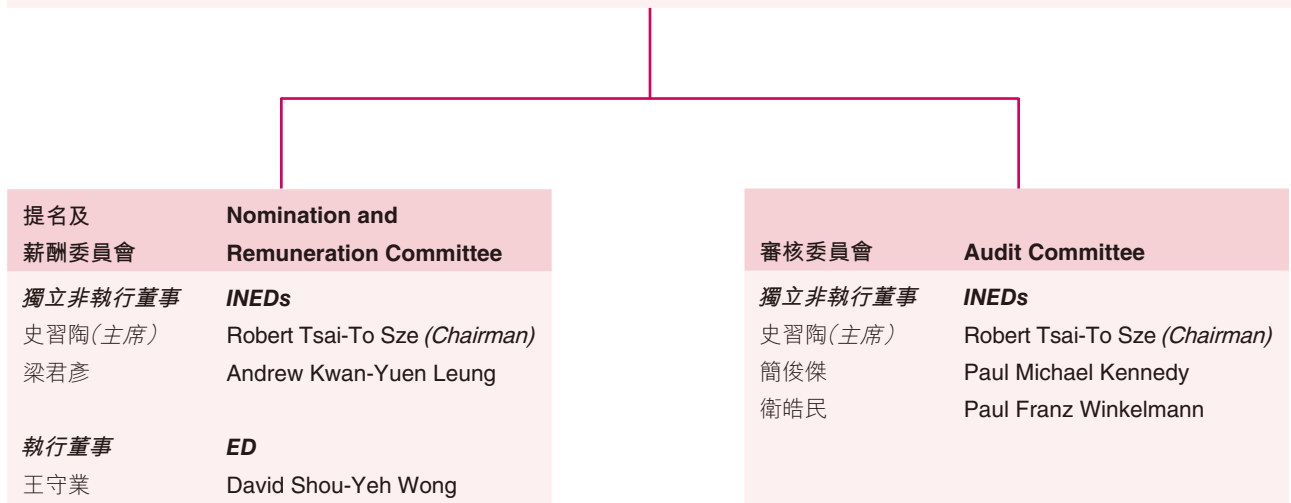 提名及 Nomination and
薪酬委員會 Remuneration Committee
獨立非執行董事 INEDs
史習陶(主席) Robert Tsai-To Sze (Chairman)
梁君彥 Andrew Kwan-Yuen Leung
執行董事 ED
王守業 David Shou-Yeh Wong
審核委員會 Audit Committee
獨立非執行董事 INEDs
史習陶(主席) Robert Tsai-To Sze (Chairman)
簡俊傑 Paul Michael Kennedy
衛皓民 Paul Franz Winkelmann